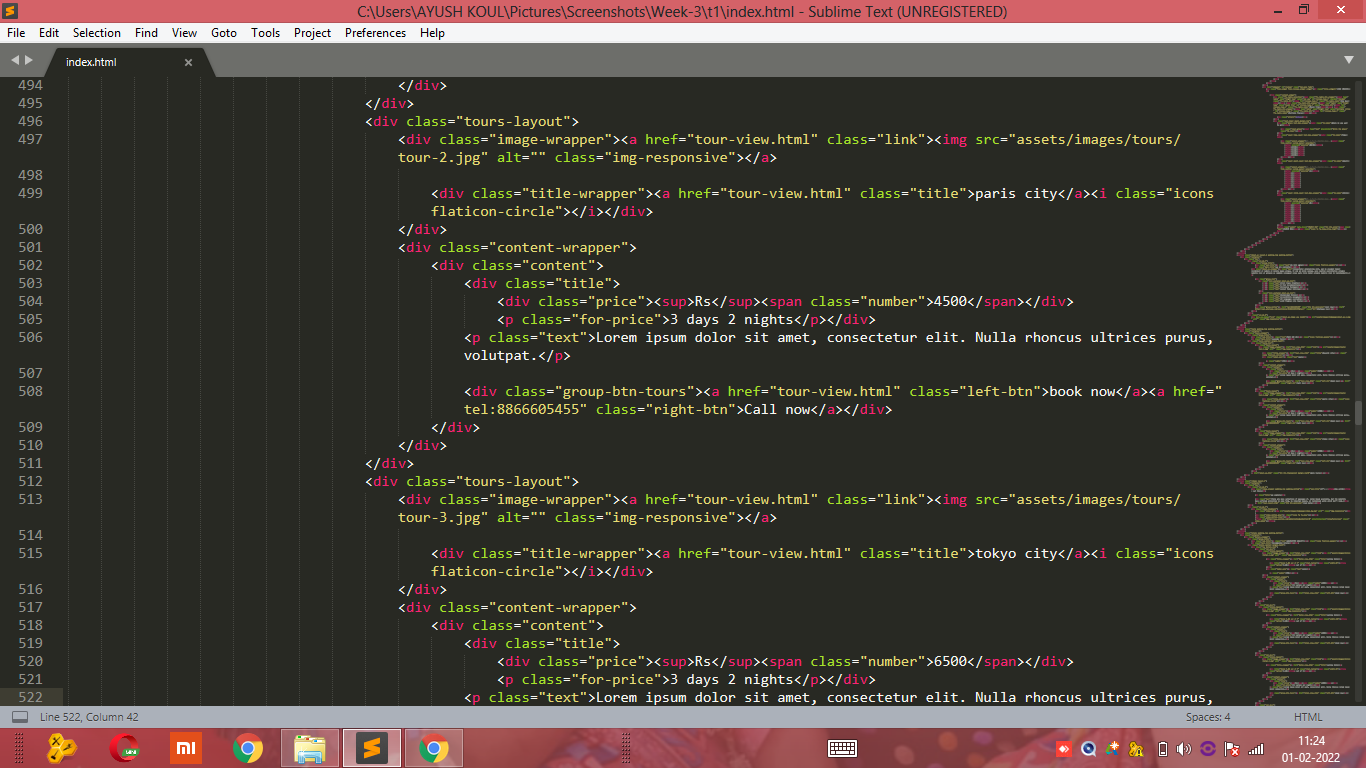 C:\Users\AYUSH KOUL\Pictures\Screenshots\Week-3\t1\index.html - Sublime Text (UNREGISTERED)
File Edit Selection Find View Goto Tools Project Preferences Help
index.html
494 </div>
495 </div>
496 <div class="tours-layout">
497 <div class="image-wrapper"><a href="tour-view.html" class="link"><img src="assets/images/tours/
tour-2.jpg" alt="" class="img-responsive"></a>
498
499 <div class="title-wrapper"><a href="tour-view.html" class="title">paris city</a><i class="icons
flaticon-circle"></i></div>
500 </div>
501 <div class="content-wrapper">
502 <div class="content">
503 <div class="title">
504 <div class="price"><sup>Rs</sup><span class="number">4500</span></div>
505 <p class="for-price">3 days 2 nights</p></div>
506 <p class="text">Lorem ipsum dolor sit amet, consectetur elit. Nulla rhoncus ultrices purus,
volutpat.</p>
507
508 <div class="group-btn-tours"><a href="tour-view.html" class="left-btn">book now</a><a href="
tel:8866605455" class="right-btn">Call now</a></div>
509 </div>
510 </div>
511 </div>
512 <div class="tours-layout">
513 <div class="image-wrapper"><a href="tour-view.html" class="link"><img src="assets/images/tours/
tour-3.jpg" alt="" class="img-responsive"></a>
514
515 <div class="title-wrapper"><a href="tour-view.html" class="title">tokyo city</a><i class="icons
flaticon-circle"></i></div>
516 </div>
517 <div class="content-wrapper">
518 <div class="content">
519 <div class="title">
520 <div class="price"><sup>Rs</sup><span class="number">6500</span></div>
521 <p class="for-price">3 days 2 nights</p></div>
522 <p class="text">Lorem ipsum dolor sit amet, consectetur elit. Nulla rhoncus ultrices purus,
Line 522, Column 42 Spaces: 4 HTML
mi
11:24
01-02-2022